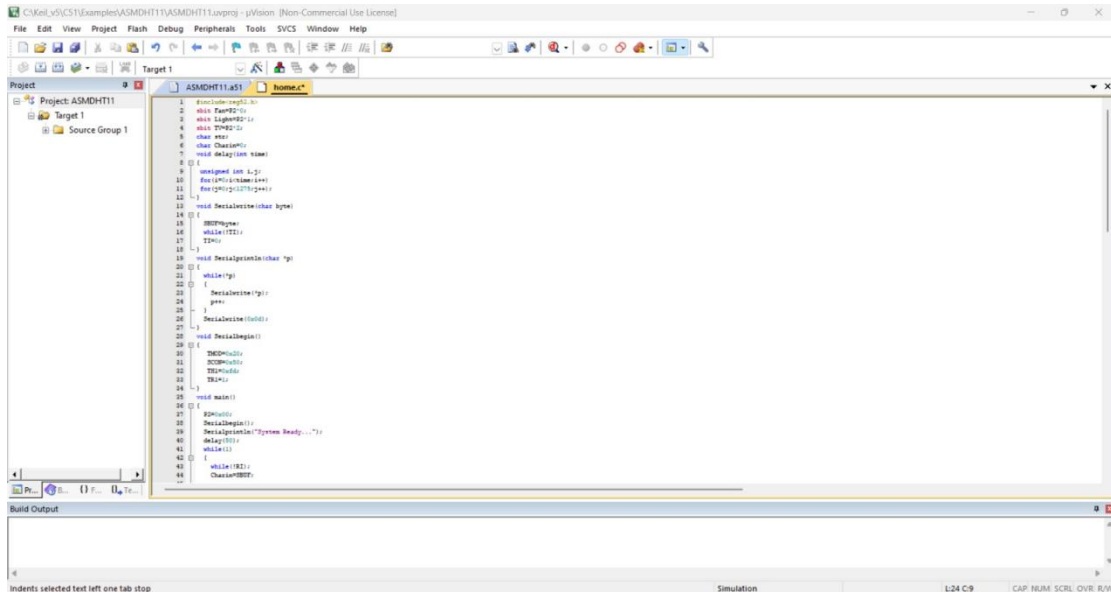 C:\Keil_v5\C51\Examples\ASMDHT11\ASMDHT11.uvproj - µVision [Non-Commercial Use License]
File Edit View Project Flash Debug Peripherals Tools SVCS Window Help
Target 1
Project
ASMDHT11.a51 home.c*
Project: ASMDHT11
Target 1
Source Group 1
1 #include<reg52.h>
2 sbit Fan=P2^0;
3 sbit Light=P2^1;
4 sbit TV=P2^2;
5 char str;
6 char Charin=0;
7 void delay(int time)
8 {
9 unsigned int i,j;
10 for(i=0;i<time;i++)
11 for(j=0;j<1275;j++);
12 }
13 void Serialwrite(char byte)
14 {
15 SBUF=byte;
16 while(!TI);
17 TI=0;
18 }
19 void Serialprintln(char *p)
20 {
21 while(*p)
22 {
23 Serialwrite(*p);
24 p++;
25 }
26 Serialwrite(0x0d);
27 }
28 void Serialbegin()
29 {
30 TMOD=0x20;
31 SCON=0x50;
32 TH1=0xfd;
33 TR1=1;
34 }
35 void main()
36 {
37 P2=0x00;
38 Serialbegin();
39 Serialprintln("System Ready...");
40 delay(50);
41 while(1)
42 {
43 while(!RI);
44 Charin=SBUF;
Pr... B... {} F... 0 Te...
Build Output
Indents selected text left one tab stop Simulation L:24 C:9 CAP NUM SCRL OVR R/W